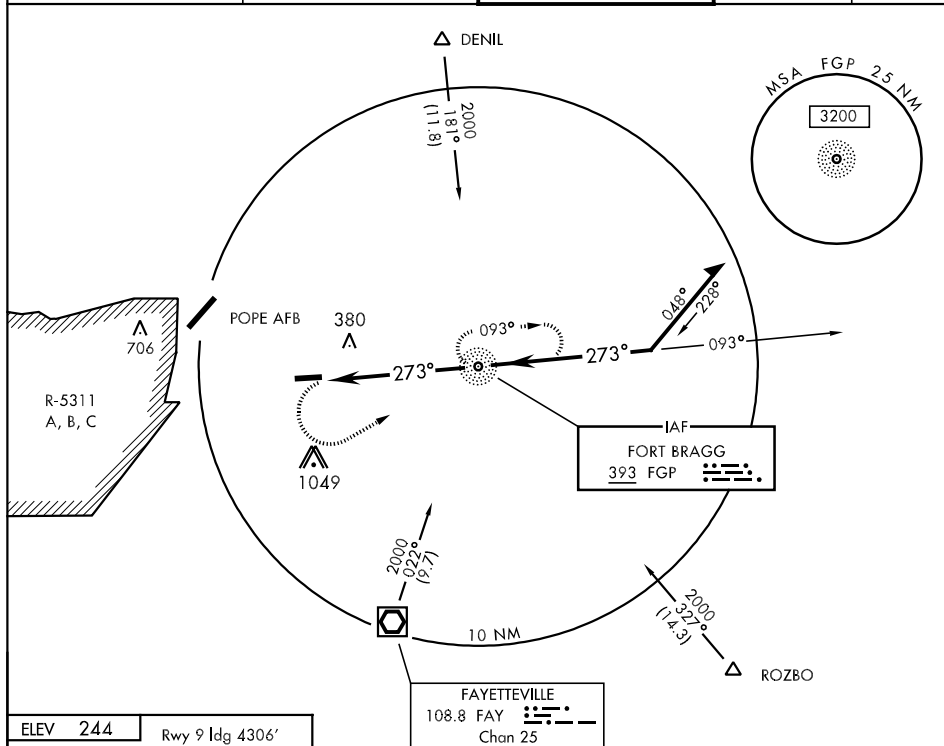 DENIL
2000
181°
(11.8)
MSA FGP 25 NM
3200
048°
228°
POPE AFB
380
706
093°
273°
093°
273°
R-5311
A, B, C
1049
IAF
FORT BRAGG
393 FGP
2000
022°
(9.7)
2000
327°
(14.3)
10 NM
ROZBO
FAYETTEVILLE
108.8 FAY
Chan 25
ELEV 244
Rwy 9 ldg 4306'